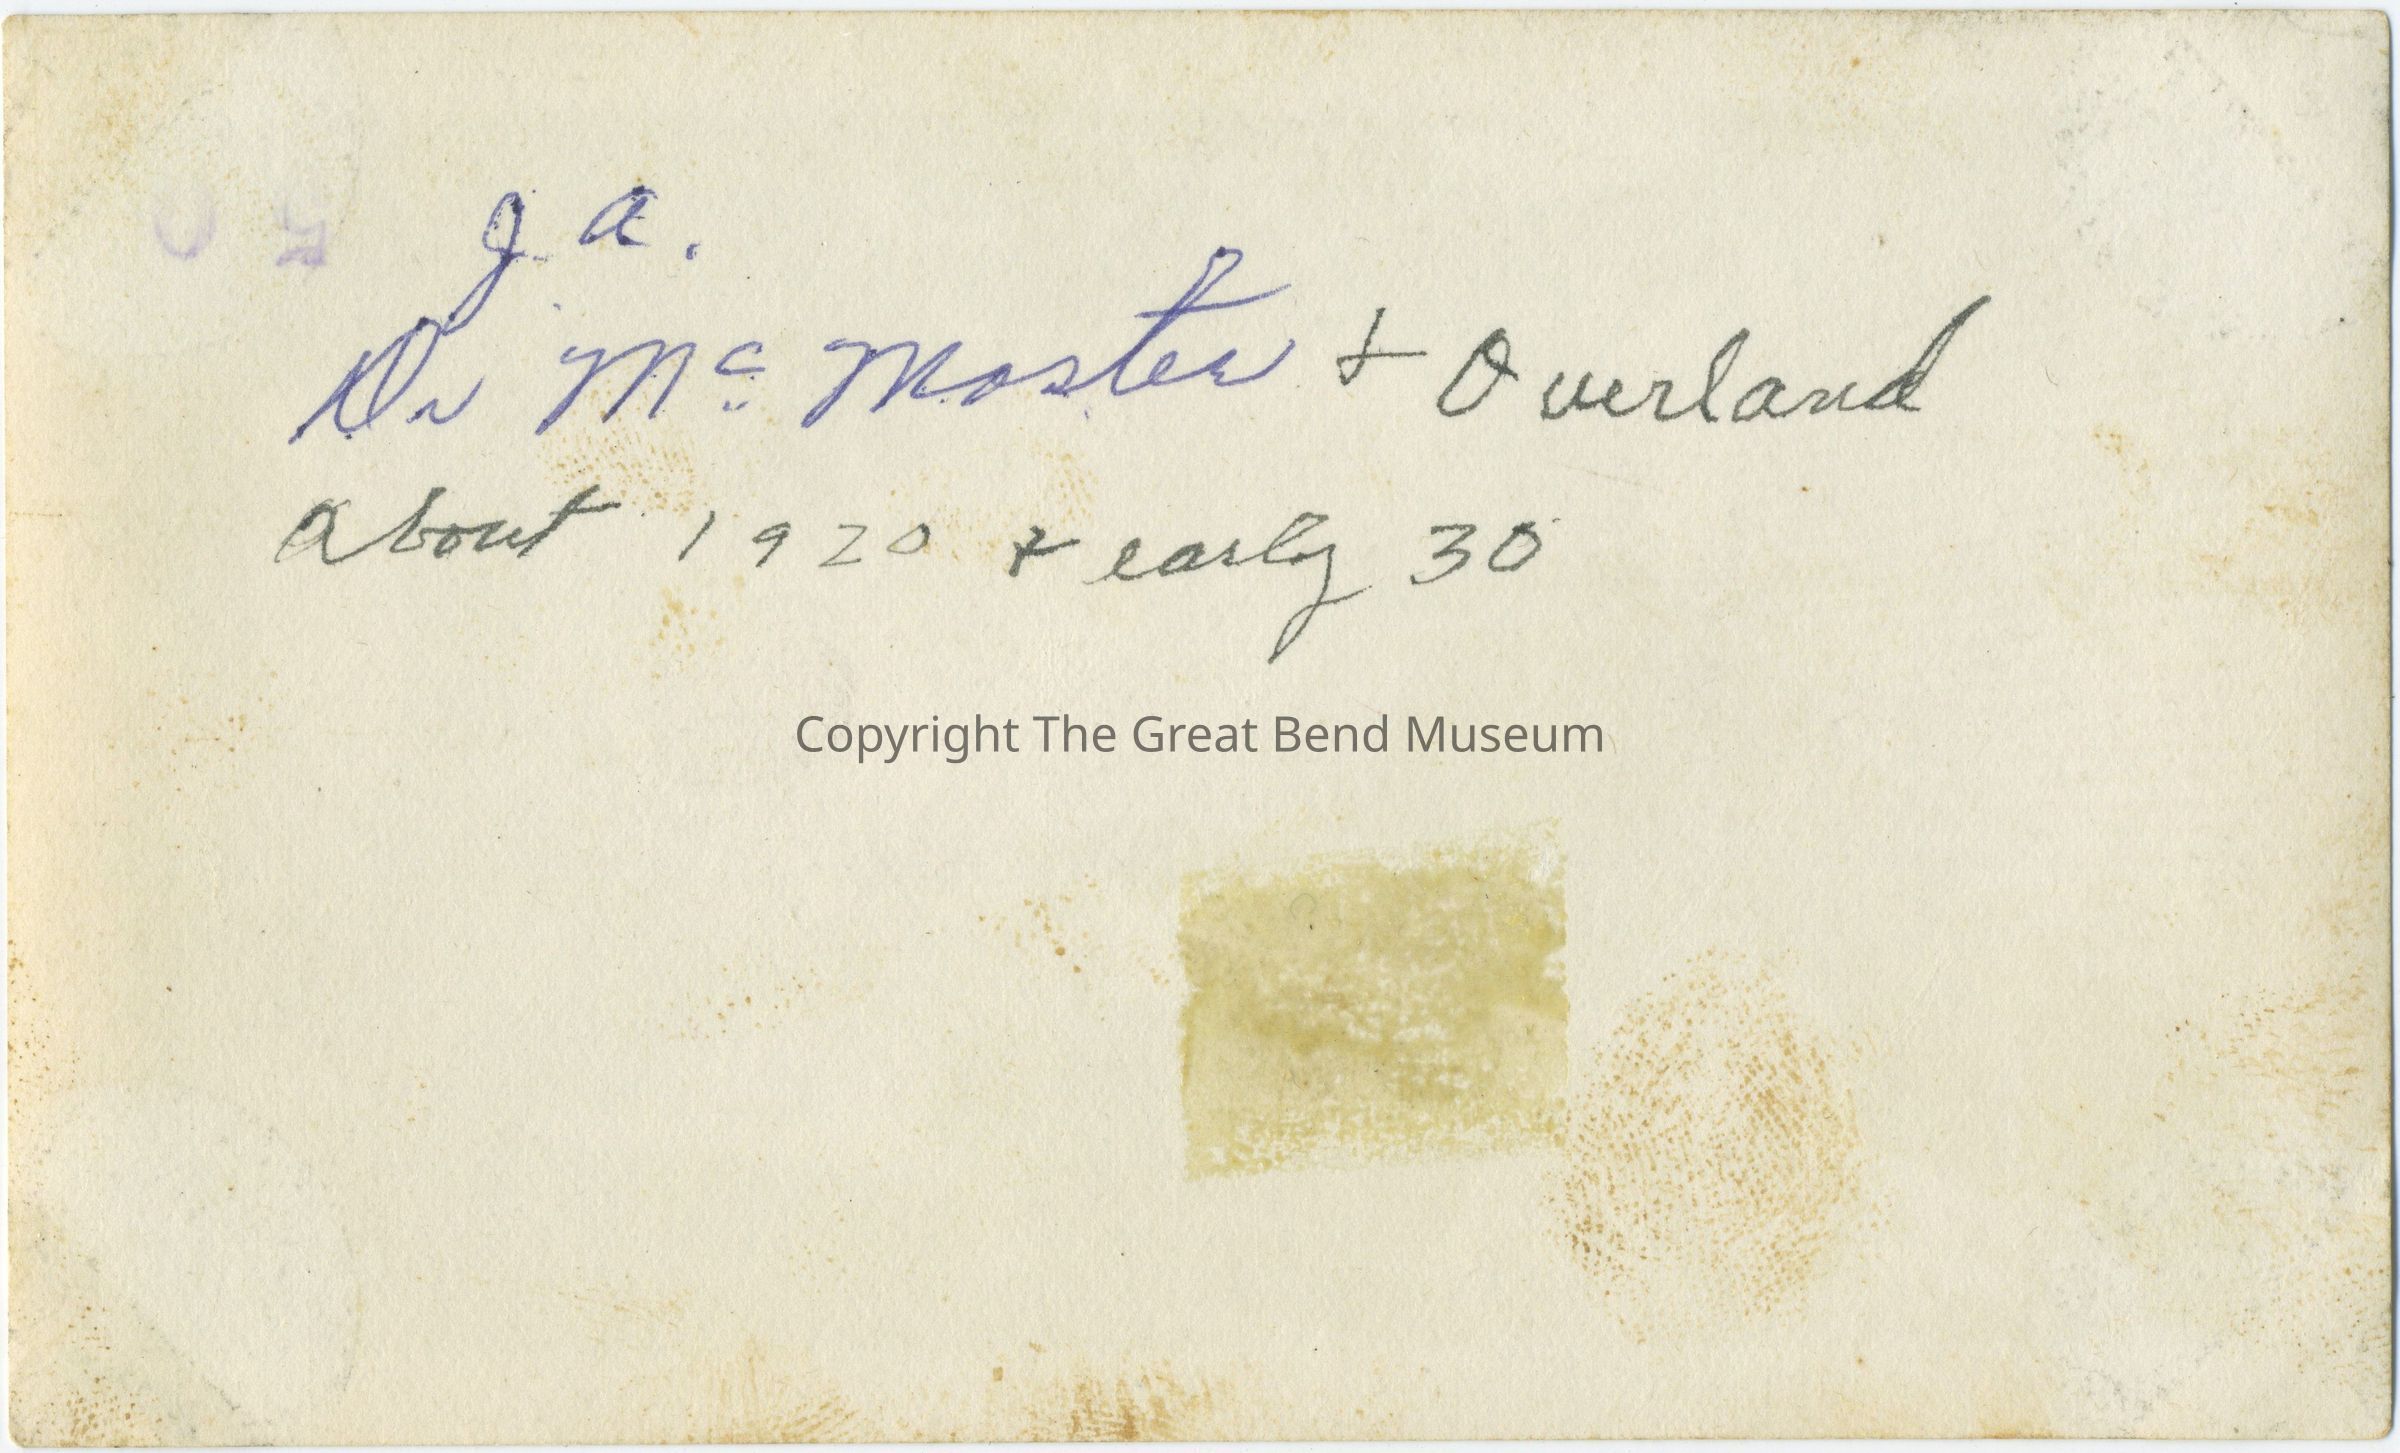 J. A.
Dr McMaster & Overland
About 1920 & early 30
Copyright The Great Bend Museum